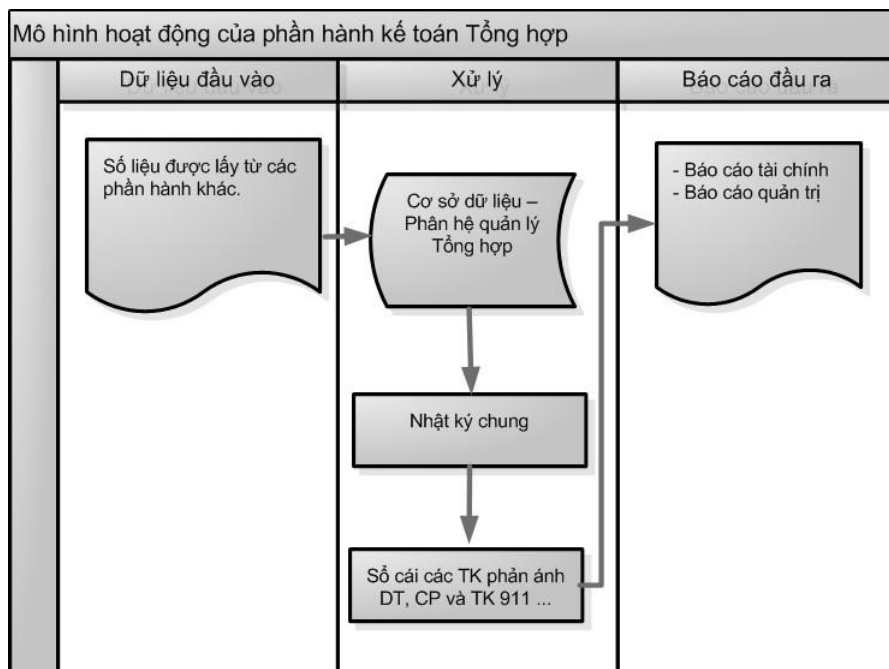 Mô hình hoạt động của phần hành kế toán Tổng hợp
Dữ liệu đầu vào
Xử lý
Báo cáo đầu ra
Số liệu được lấy từ các
phần hành khác.
Cơ sở dữ liệu –
Phân hệ quản lý
Tổng hợp
- Báo cáo tài chính
- Báo cáo quản trị
Nhật ký chung
Sổ cái các TK phản ánh
DT, CP và TK 911 ...